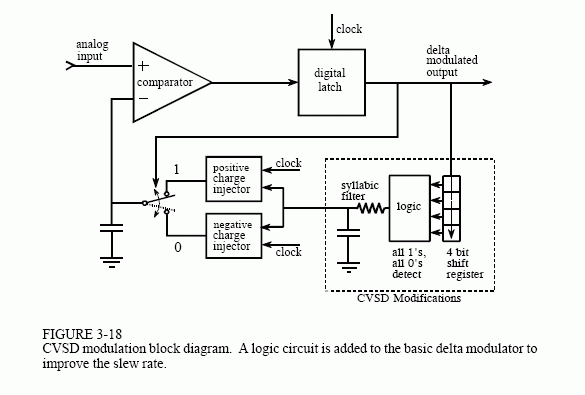 clock
analog
input
+
comparator
−
digital
latch
delta
modulated
output
1
positive
charge
injector
clock
0
negative
charge
injector
clock
syllabic
filter
logic
all 1's,
all 0's
detect
4 bit
shift
register
CVSD Modifications
FIGURE 3-18
CVSD modulation block diagram. A logic circuit is added to the basic delta modulator to
improve the slew rate.